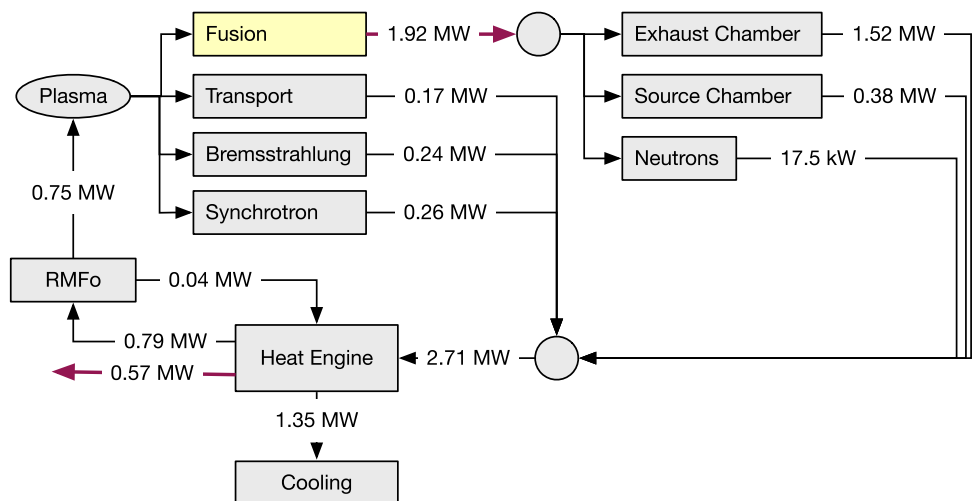 Fusion
1.92 MW
Exhaust Chamber
1.52 MW
Plasma
Transport
0.17 MW
Source Chamber
0.38 MW
Bremsstrahlung
0.24 MW
Neutrons
17.5 kW
0.75 MW
Synchrotron
0.26 MW
RMFo
0.04 MW
0.79 MW
Heat Engine
2.71 MW
0.57 MW
1.35 MW
Cooling